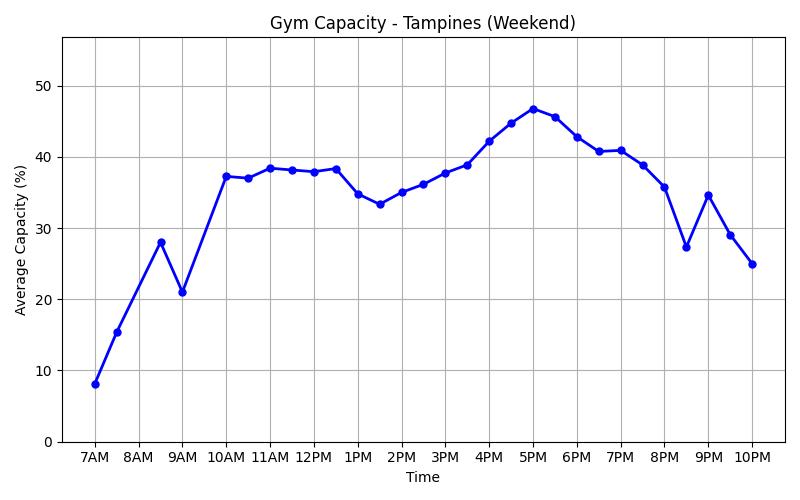 Gym Capacity - Tampines (Weekend)
Average Capacity (%)
50
40
30
20
10
0
7AM 8AM 9AM 10AM 11AM 12PM 1PM 2PM 3PM 4PM 5PM 6PM 7PM 8PM 9PM 10PM
Time